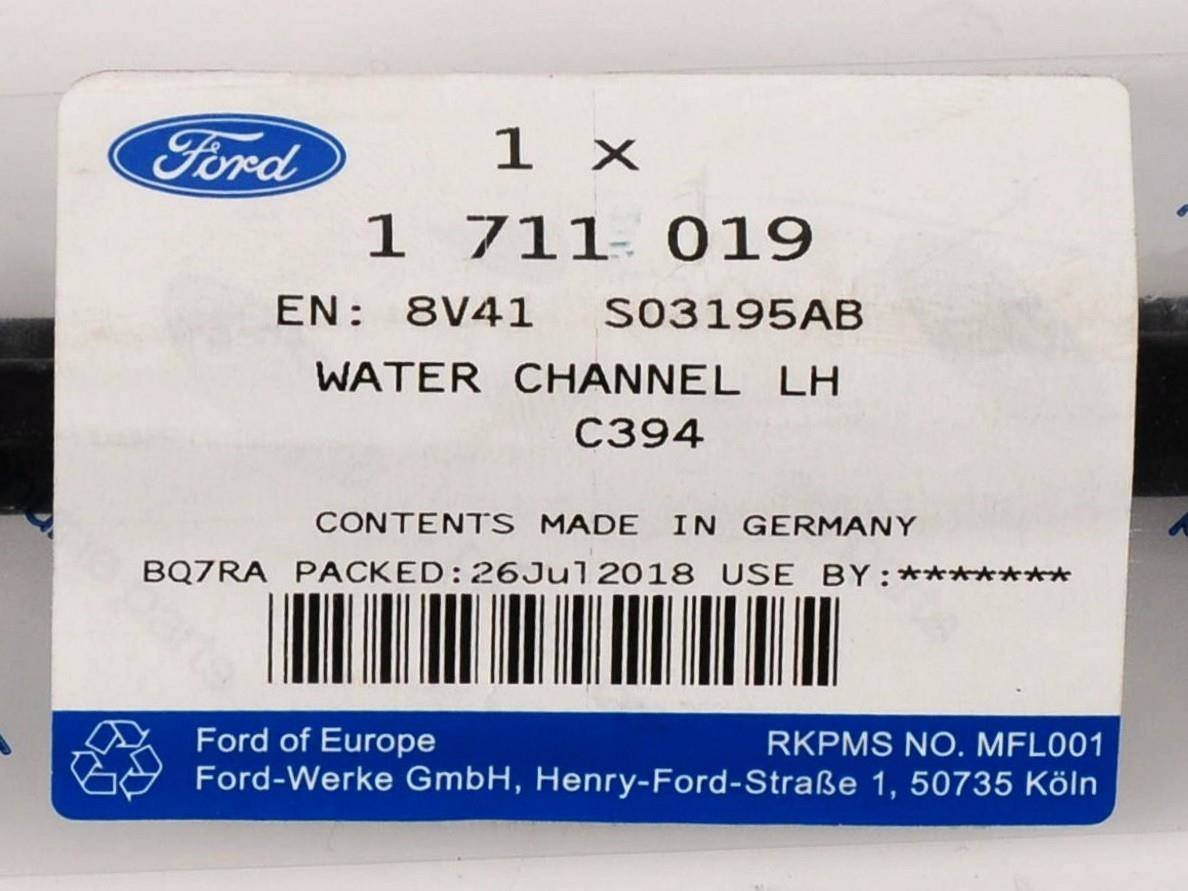 Ford
1 x
1 711 019
EN: 8V41 S03195AB
WATER CHANNEL LH
C394
CONTENTS MADE IN GERMANY
BQ7RA PACKED:26Jul2018 USE BY:*******
Ford of Europe
RKPMS NO. MFL001
Ford-Werke GmbH, Henry-Ford-Straße 1, 50735 Köln